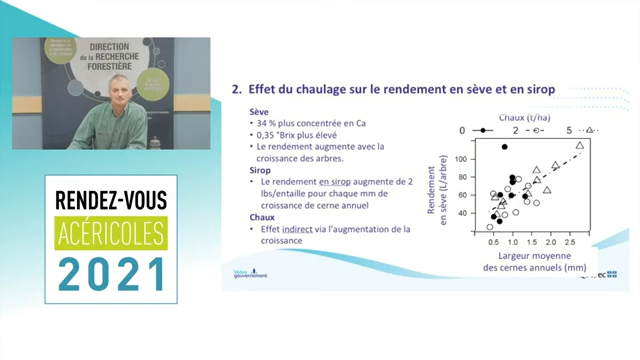 DIRECTION
de la RECHERCHE
FORESTIÈRE
RENDEZ-VOUS
ACÉRICOLES
2021
2. Effet du chaulage sur le rendement en sève et en sirop
Sève
• 34 % plus concentrée en Ca
• 0,35 °Brix plus élevé
• Le rendement augmente avec la
croissance des arbres.
Sirop
• Le rendement en sirop augmente de 2
lbs/entaille pour chaque mm de
croissance de cerne annuel
Chaux
• Effet indirect via l'augmentation de la
croissance
Chaux (t/ha)
0 2 5
Rendement
en sève (L/arbre)
100
80
60
40
0.5 1.0 1.5 2.0 2.5
Largeur moyenne
des cernes annuels (mm)
Votre
gouvernement